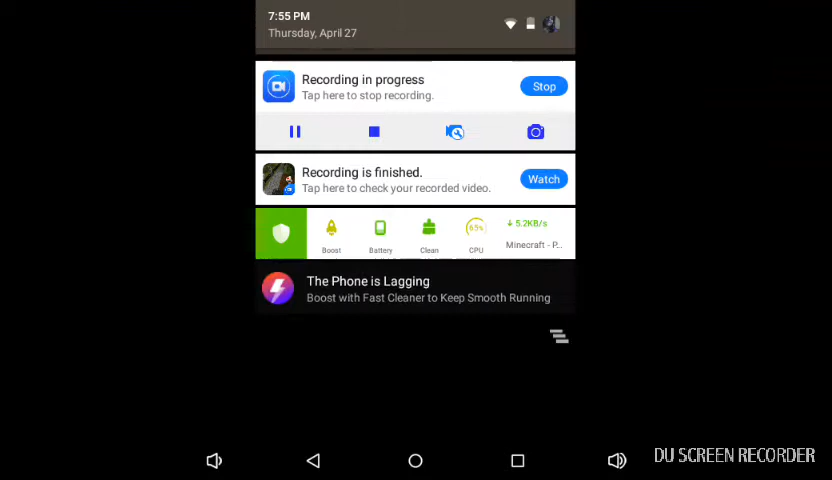 7:55 PM
Thursday, April 27
Recording in progress
Tap here to stop recording.
Stop
Recording is finished.
Tap here to check your recorded video.
Watch
Boost
Battery
Clean
65%
CPU
5.2KB/s
Minecraft - P...
The Phone is Lagging
Boost with Fast Cleaner to Keep Smooth Running
DU SCREEN RECORDER